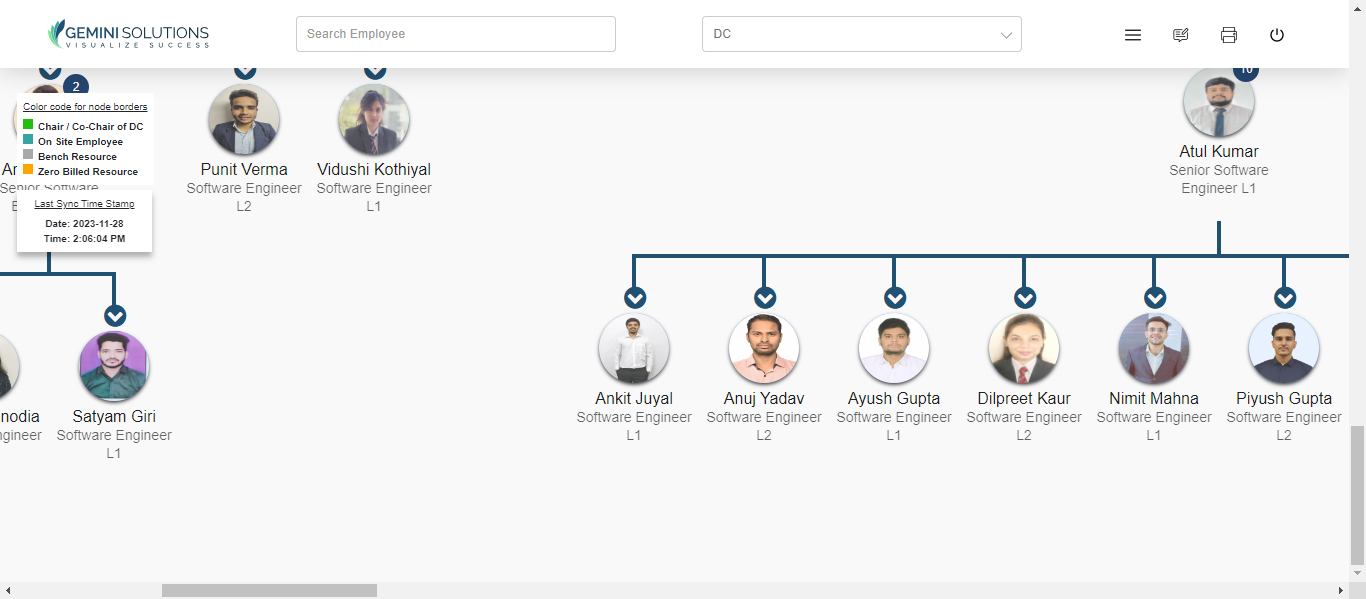 GEMINI SOLUTIONS
VISUALIZE SUCCESS
Search Employee
DC
2
10
Color code for node borders
Chair / Co-Chair of DC
On Site Employee
Bench Resource
Zero Billed Resource
Ar
Senior Software
E
Last Sync Time Stamp
Date: 2023-11-28
Time: 2:06:04 PM
Punit Verma
Software Engineer
L2
Vidushi Kothiyal
Software Engineer
L1
Atul Kumar
Senior Software
Engineer L1
nodia
ngineer
Satyam Giri
Software Engineer
L1
Ankit Juyal
Software Engineer
L1
Anuj Yadav
Software Engineer
L2
Ayush Gupta
Software Engineer
L1
Dilpreet Kaur
Software Engineer
L2
Nimit Mahna
Software Engineer
L1
Piyush Gupta
Software Engineer
L2